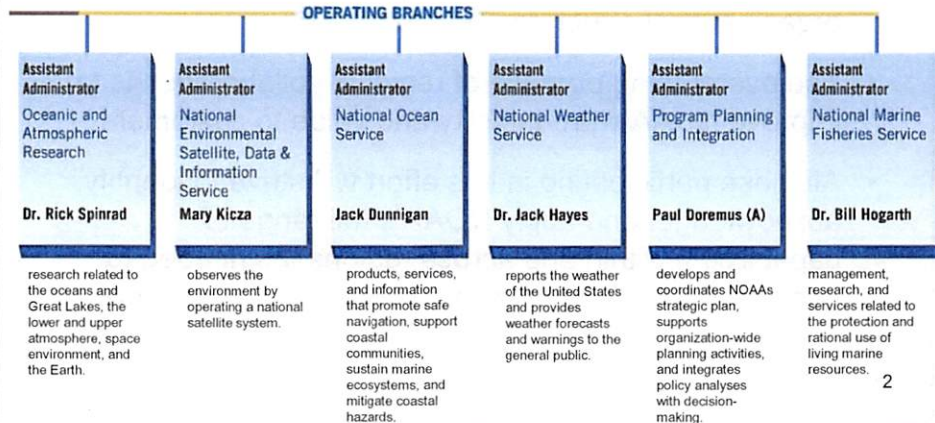 OPERATING BRANCHES
Assistant
Administrator
Oceanic and
Atmospheric
Research
Dr. Rick Spinrad
research related to
the oceans and
Great Lakes, the
lower and upper
atmosphere, space
environment, and
the Earth.
Assistant
Administrator
National
Environmental
Satellite, Data &
Information
Service
Mary Kicza
observes the
environment by
operating a national
satellite system.
Assistant
Administrator
National Ocean
Service
Jack Dunnigan
products, services,
and information
that promote safe
navigation, support
coastal
communities,
sustain marine
ecosystems, and
mitigate coastal
hazards.
Assistant
Administrator
National Weather
Service
Dr. Jack Hayes
reports the weather
of the United States
and provides
weather forecasts
and warnings to the
general public.
Assistant
Administrator
Program Planning
and Integration
Paul Doremus (A)
develops and
coordinates NOAAs
strategic plan,
supports
organization-wide
planning activities,
and integrates
policy analyses
with decision-
making.
Assistant
Administrator
National Marine
Fisheries Service
Dr. Bill Hogarth
management,
research, and
services related to
the protection and
rational use of
living marine
resources.
2